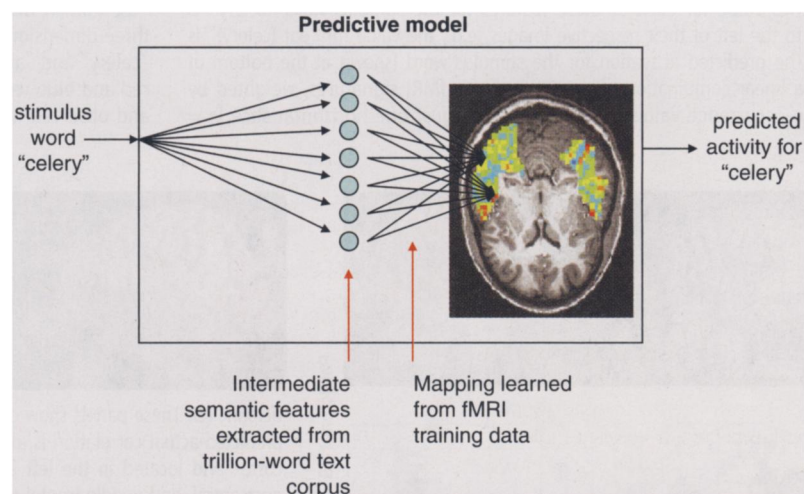 Predictive model
stimulus
word
“celery”
predicted
activity for
“celery”
Intermediate
semantic features
extracted from
trillion-word text
corpus
Mapping learned
from fMRI
training data